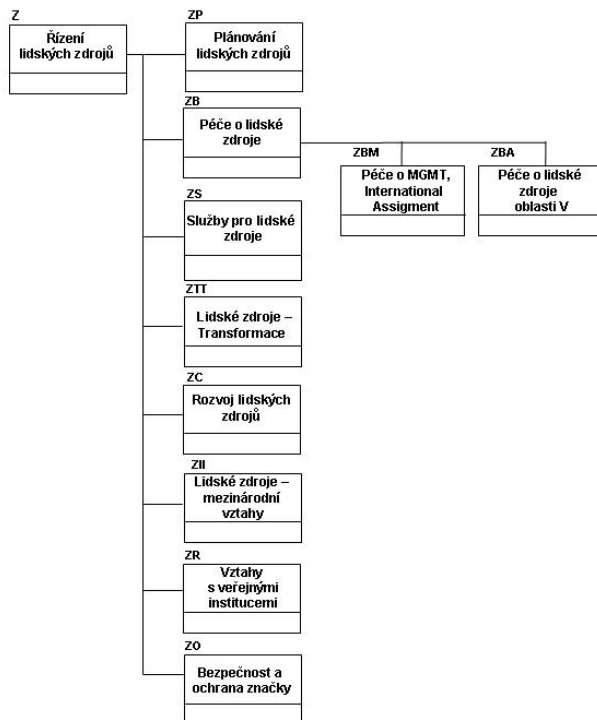 Z
Řízení
lidských zdrojů
ZP
Plánování
lidských zdrojů
ZB
Péče o lidské
zdroje
ZBM
Péče o MGMT,
International
Assigment
ZBA
Péče o lidské
zdroje
oblasti V
ZS
Služby pro lidské
zdroje
ZTT
Lidské zdroje –
Transformace
ZC
Rozvoj lidských
zdrojů
ZII
Lidské zdroje –
mezinárodní
vztahy
ZR
Vztahy
s veřejnými
institucemi
ZO
Bezpečnost a
ochrana značky